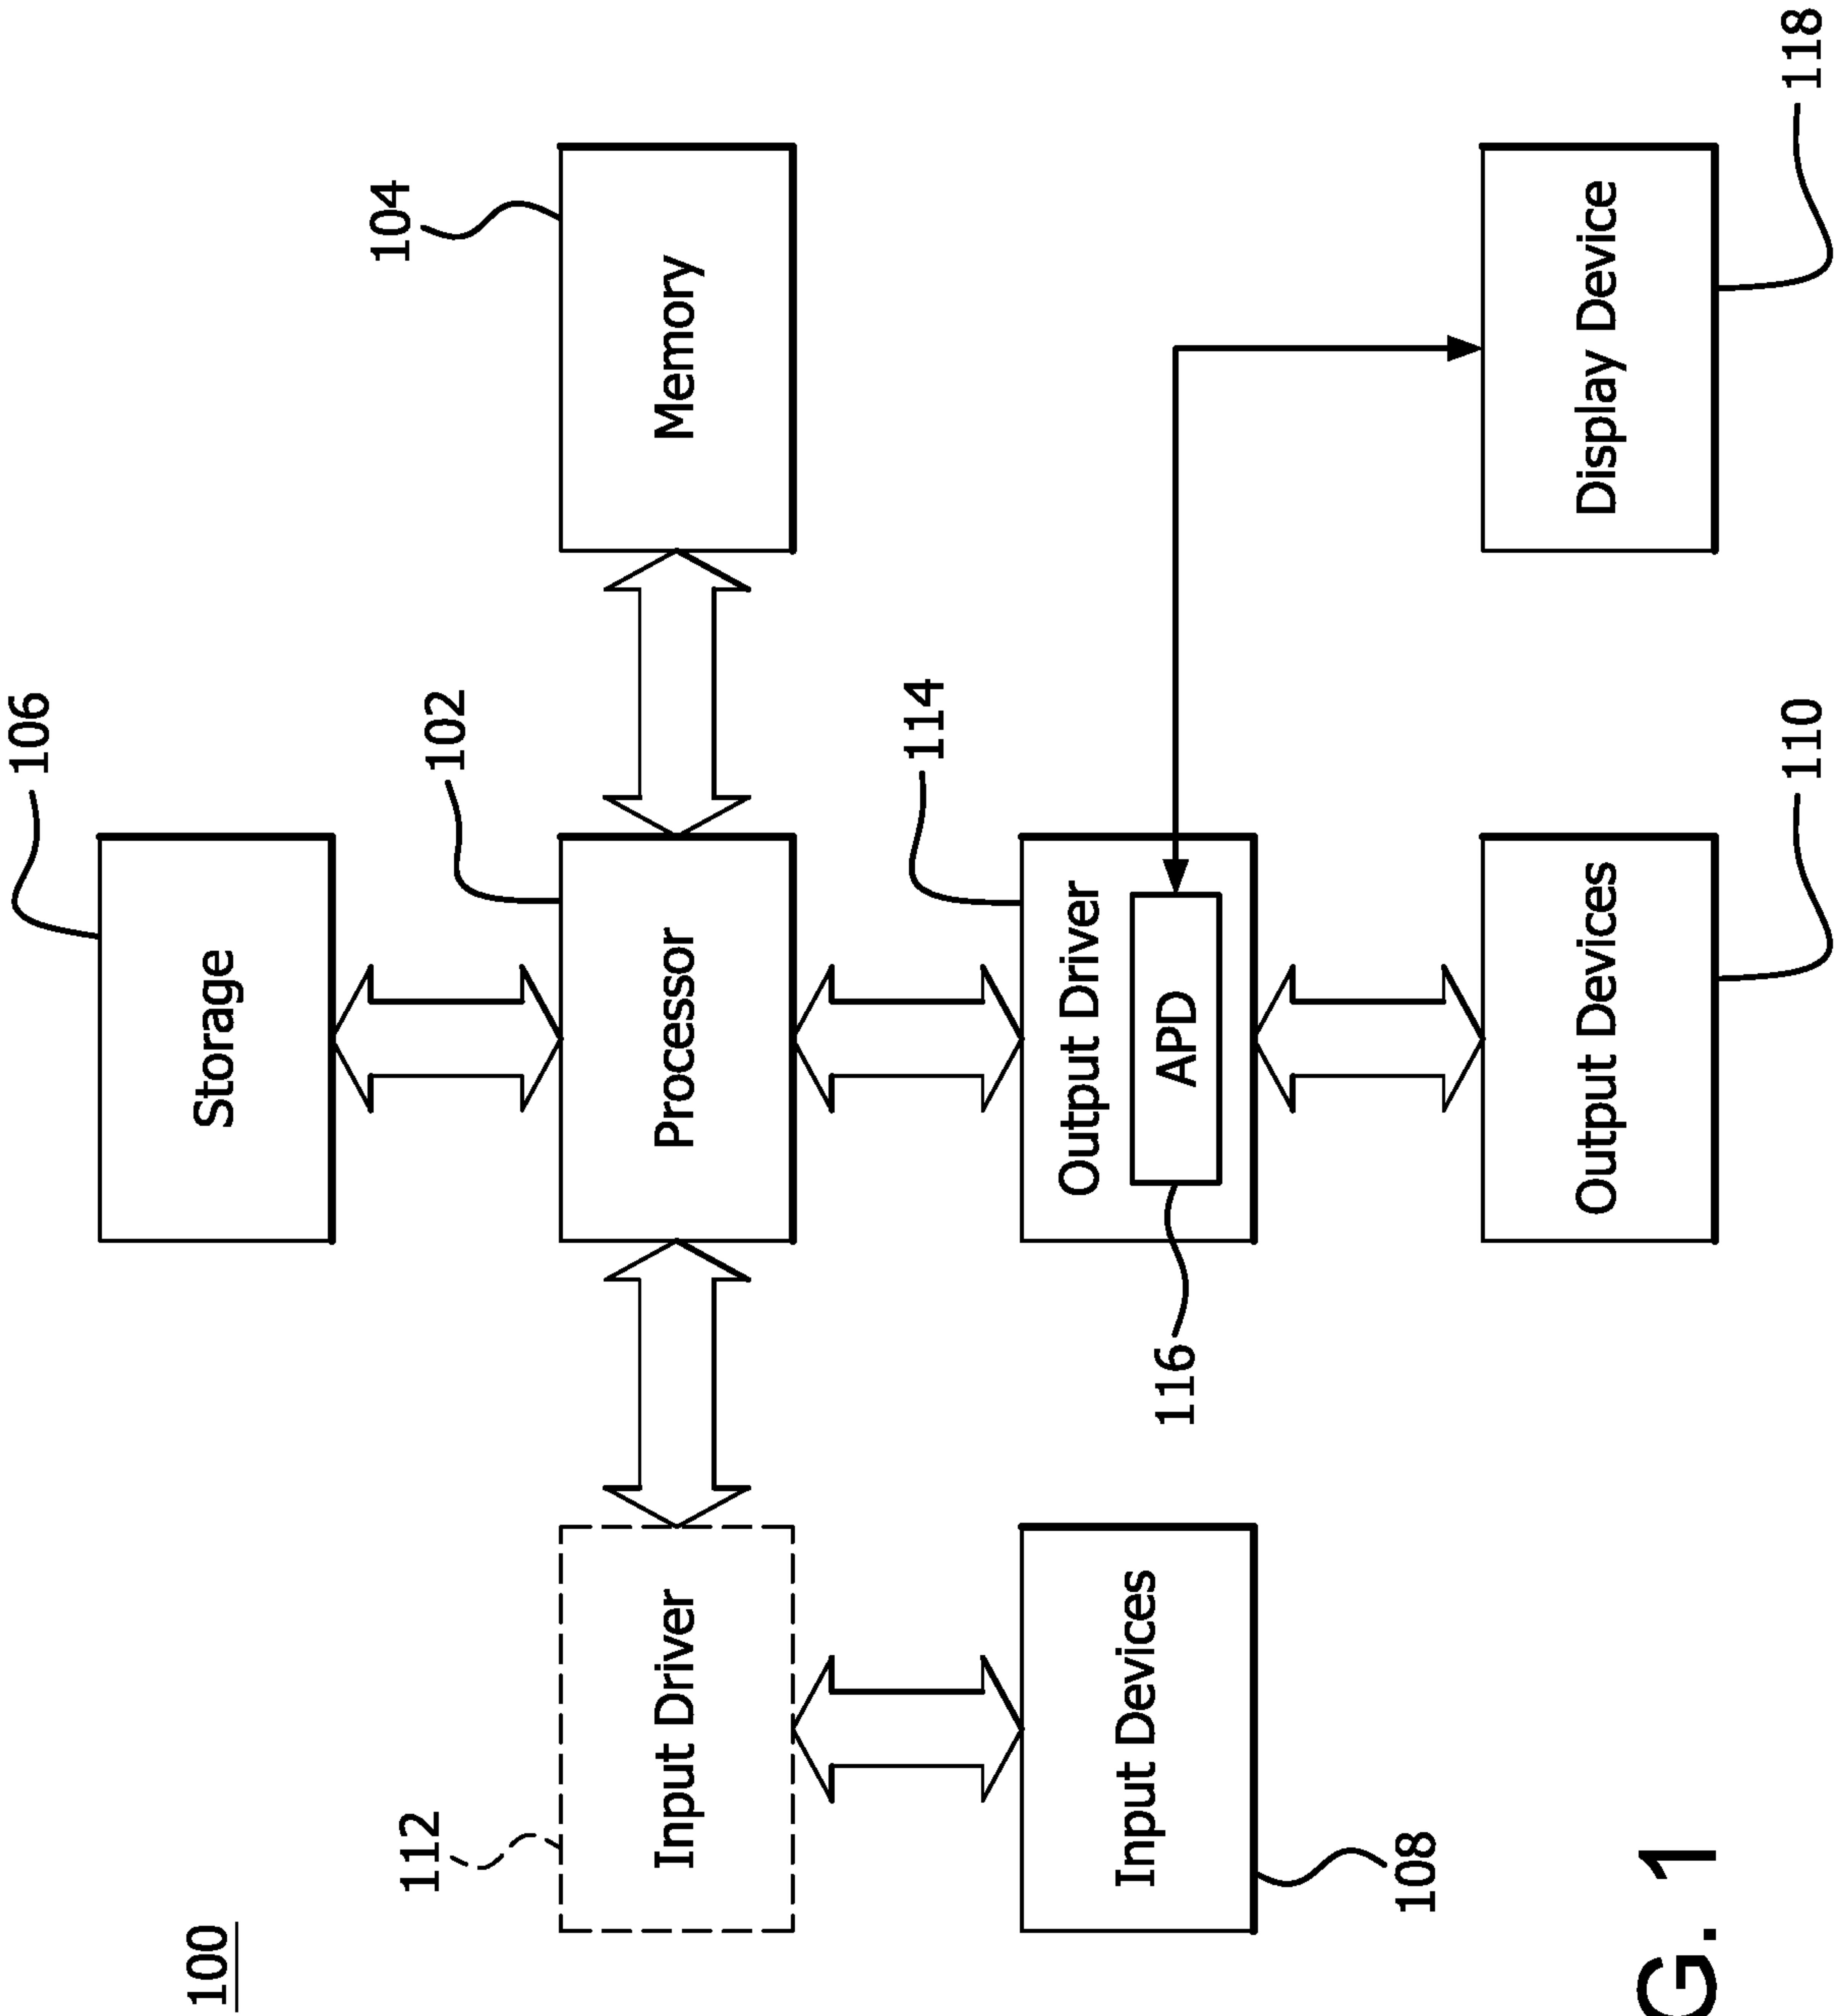 100
106
Storage
112
102
104
Input Driver
Processor
Memory
114
Output Driver
Input Devices
APD
116
108
Output Devices
Display Device
110
118
G. 1